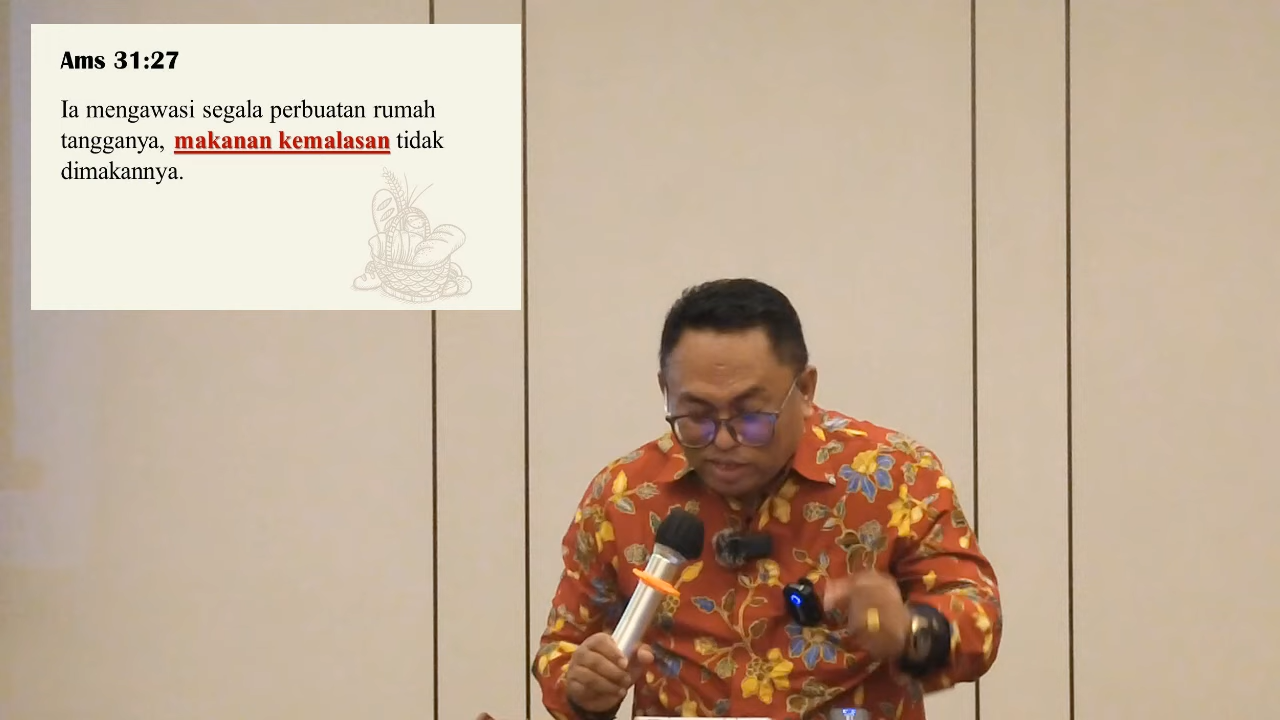 Ams 31:27
Ia mengawasi segala perbuatan rumah
tangganya, makanan kemalasan tidak
dimakannya.